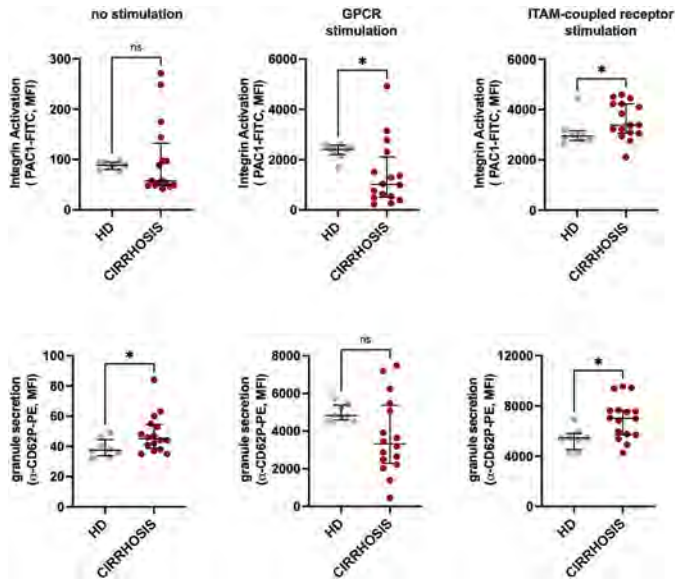 no stimulation
GPCR
stimulation
ITAM-coupled receptor
stimulation
Integrin Activation
( PAC1-FITC, MFI)
300
200
100
0
ns
HD
CIRRHOSIS
Integrin Activation
( PAC1-FITC, MFI)
6000
4000
2000
0
*
HD
CIRRHOSIS
Integrin Activation
( PAC1-FITC, MFI)
6000
4000
2000
0
*
HD
CIRRHOSIS
granule secretion
(α-CD62P-PE, MFI)
100
80
60
40
20
0
*
HD
CIRRHOSIS
granule secretion
(α-CD62P-PE, MFI)
8000
6000
4000
2000
0
ns
HD
CIRRHOSIS
granule secretion
(α-CD62P-PE, MFI)
12000
8000
4000
0
*
HD
CIRRHOSIS